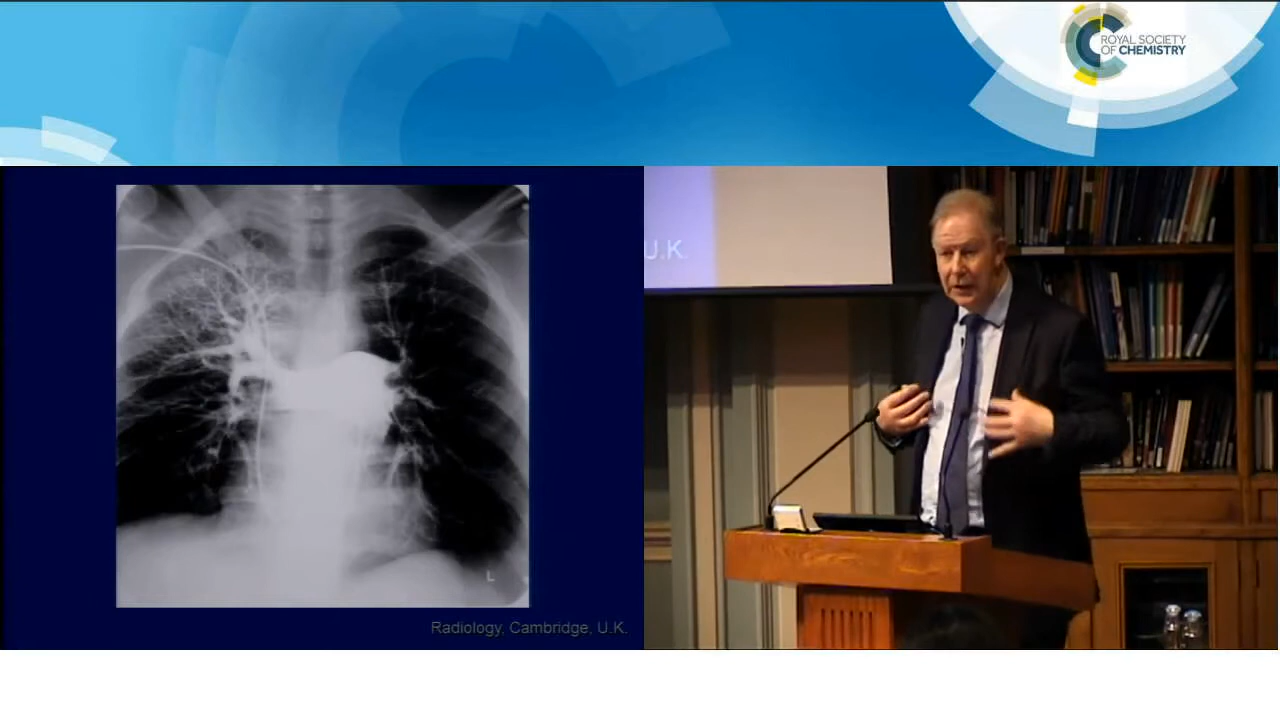 ROYAL SOCIETY
OF CHEMISTRY
U.K.
L
Radiology, Cambridge, U.K.